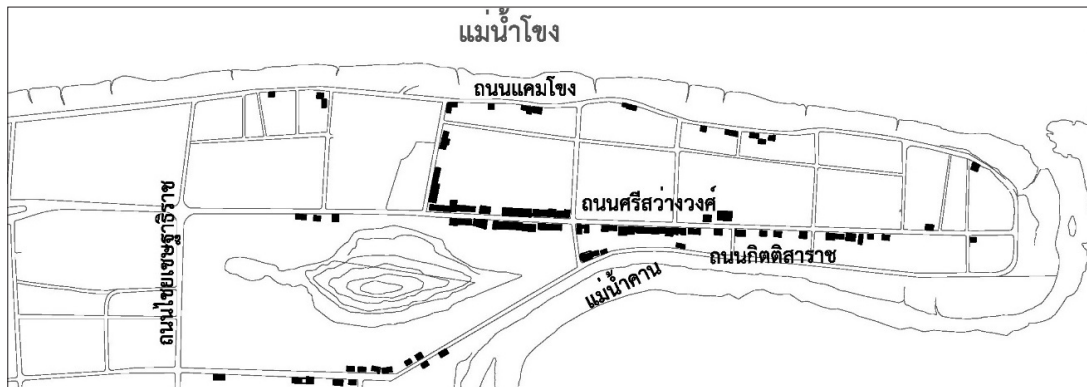 แม่น้ำโขง
ถนนแคมโขง
ถนนศรีสว่างวงศ์
ถนนกิตติสาราช
แม่น้ำคาน
ถนนไชยเชษฐาธิราช